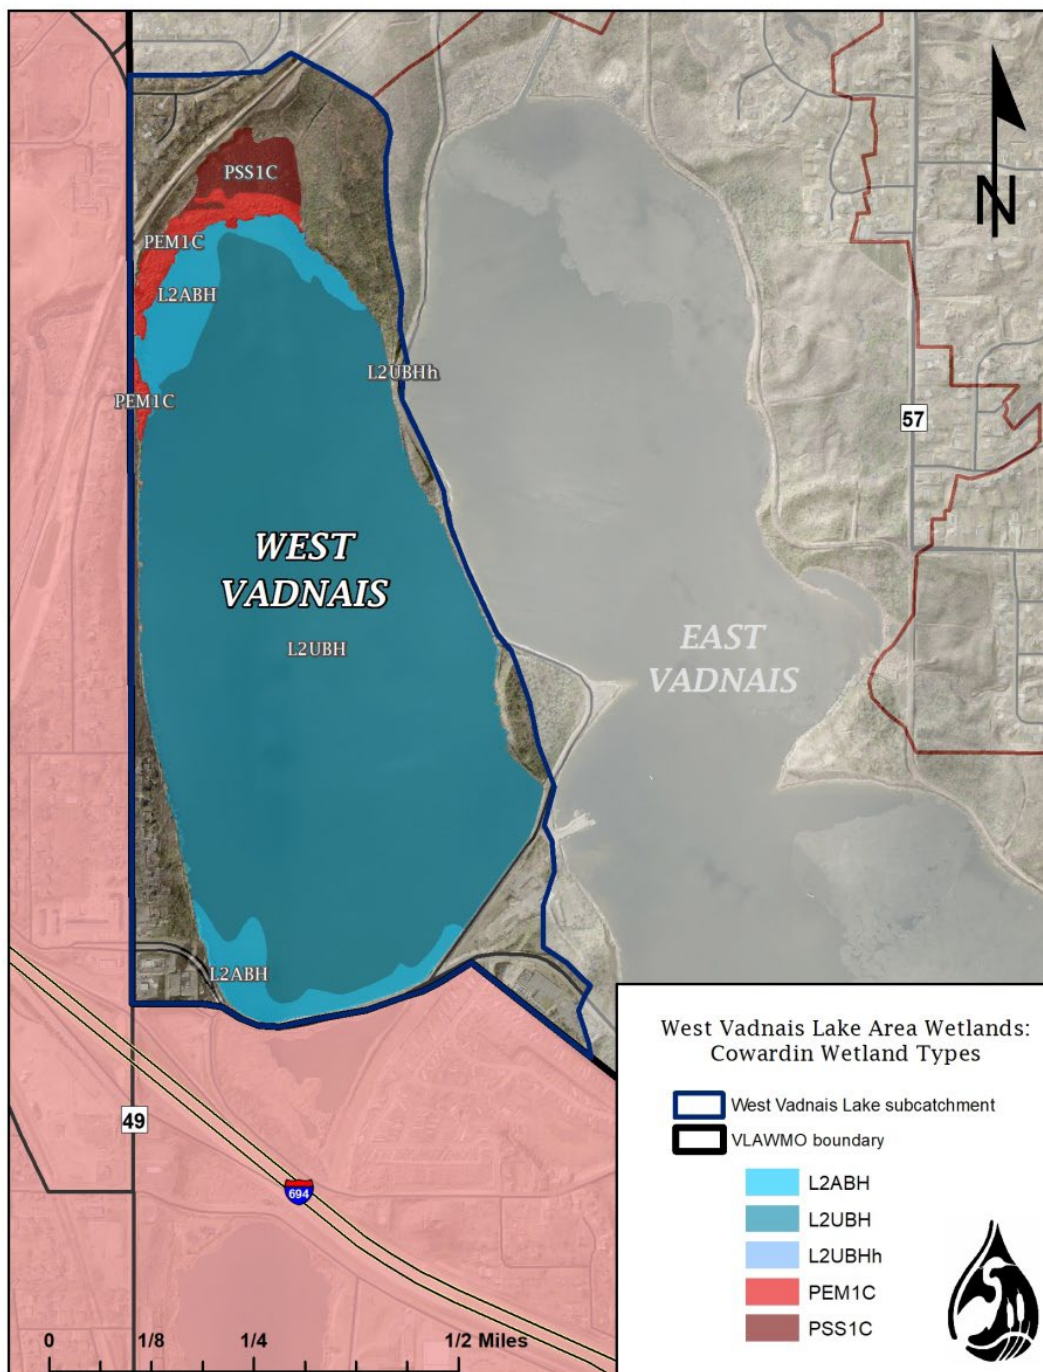 PSS1C
PEM1C
L2ABH
L2UBHh
PEM1C
57
WEST
VADNAIS
L2UBH
EAST
VADNAIS
L2ABH
N
49
694
0 1/8 1/4 1/2 Miles
West Vadnais Lake Area Wetlands:
Cowardin Wetland Types
West Vadnais Lake subcatchment
VLAWMO boundary
L2ABH
L2UBH
L2UBHh
PEM1C
PSS1C